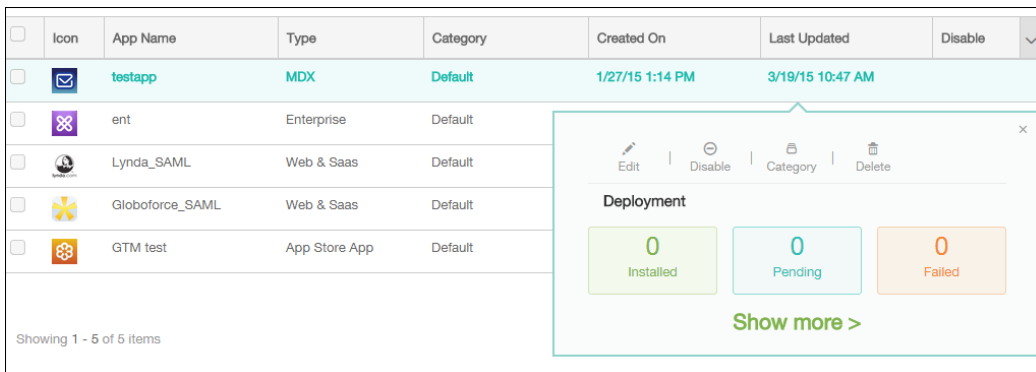 Icon App Name Type Category Created On Last Updated Disable
testapp MDX Default 1/27/15 1:14 PM 3/19/15 10:47 AM
ent Enterprise Default
Lynda_SAML Web & Saas Default
Globoforce_SAML Web & Saas Default
GTM test App Store App Default
Showing 1 - 5 of 5 items
×
Edit | Disable | Category | Delete
Deployment
0 0 0
Installed Pending Failed
Show more >